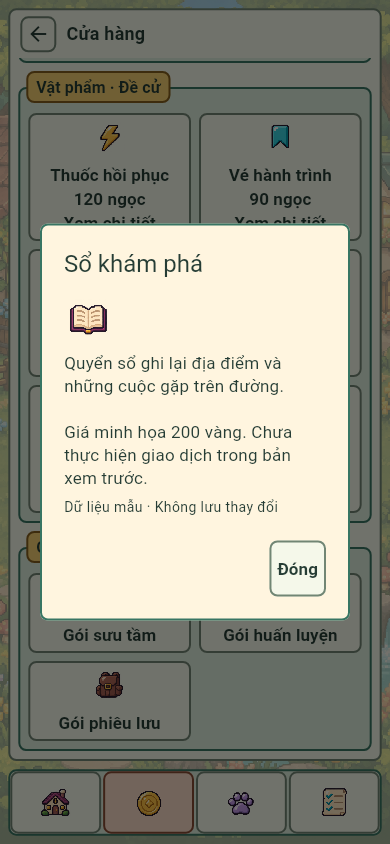 Cửa hàng
Vật phẩm · Đề cử
Thuốc hồi phục
120 ngọc
Xem chi tiết
Vé hành trình
90 ngọc
Xem chi tiết
Sổ khám phá
Quyển sổ ghi lại địa điểm và
những cuộc gặp trên đường.
Giá minh họa 200 vàng. Chưa
thực hiện giao dịch trong bản
xem trước.
Dữ liệu mẫu · Không lưu thay đổi
Đóng
Gói sưu tầm
Gói huấn luyện
Gói phiêu lưu